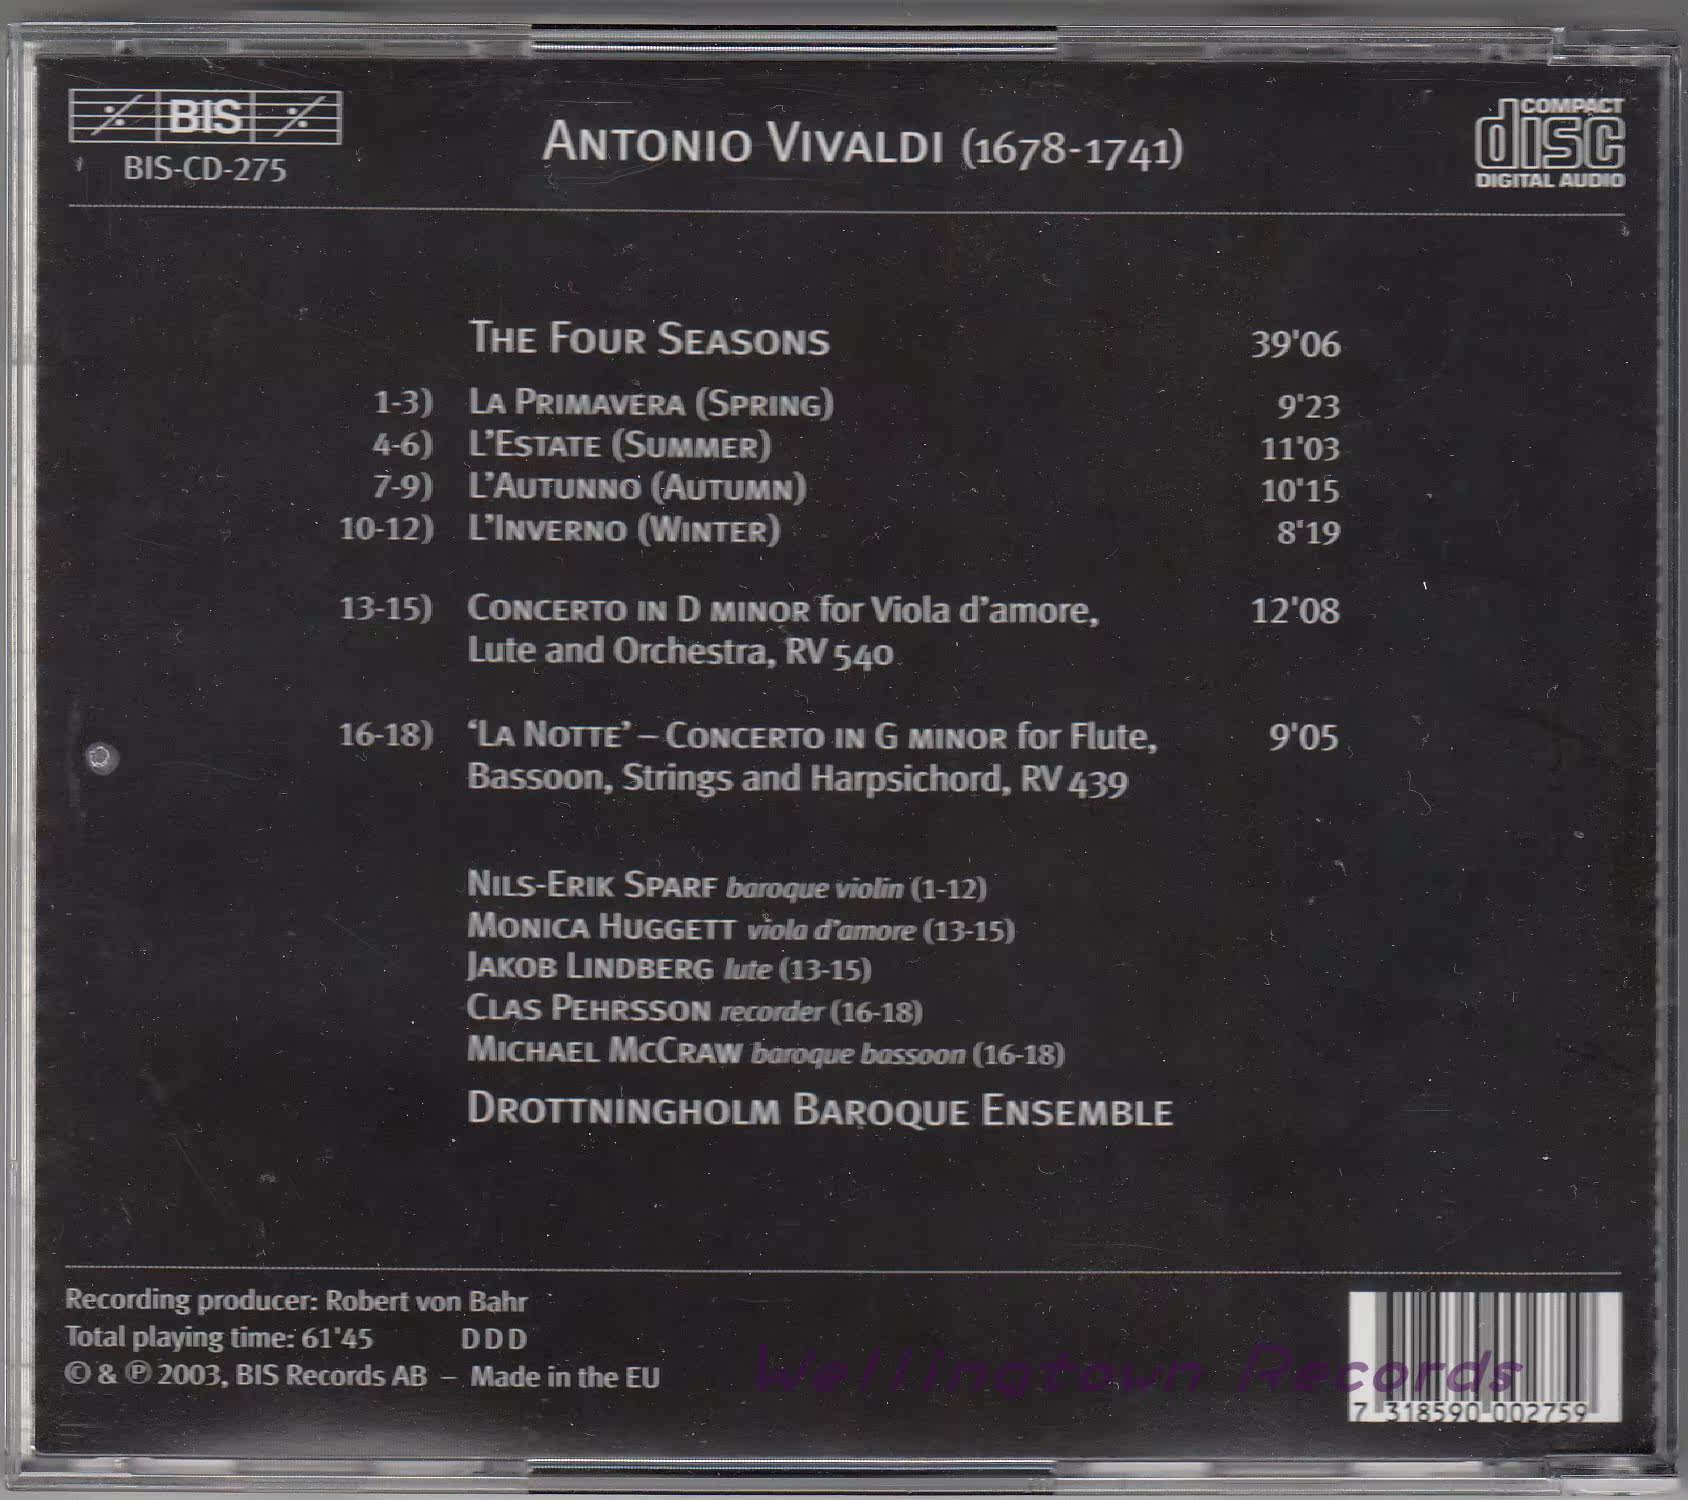 BIS
BIS-CD-275
ANTONIO VIVALDI (1678-1741)
COMPACT
disc
DIGITAL AUDIO
THE FOUR SEASONS 39'06
1-3) LA PRIMAVERA (SPRING) 9'23
4-6) L'ESTATE (SUMMER) 11'03
7-9) L'AUTUNNO (AUTUMN) 10'15
10-12) L'INVERNO (WINTER) 8'19
13-15) CONCERTO IN D MINOR for Viola d'amore, 12'08
Lute and Orchestra, RV 540
16-18) 'LA NOTTE' – CONCERTO IN G MINOR for Flute, 9'05
Bassoon, Strings and Harpsichord, RV 439
NILS-ERIK SPARF baroque violin (1-12)
MONICA HUGGETT viola d'amore (13-15)
JAKOB LINDBERG lute (13-15)
CLAS PEHRSSON recorder (16-18)
MICHAEL MCCRAW baroque bassoon (16-18)
DROTTNINGHOLM BAROQUE ENSEMBLE
Recording producer: Robert von Bahr
Total playing time: 61'45 D D D
© & ℗ 2003, BIS Records AB – Made in the EU
Wellingtown Records
7 318590 002759